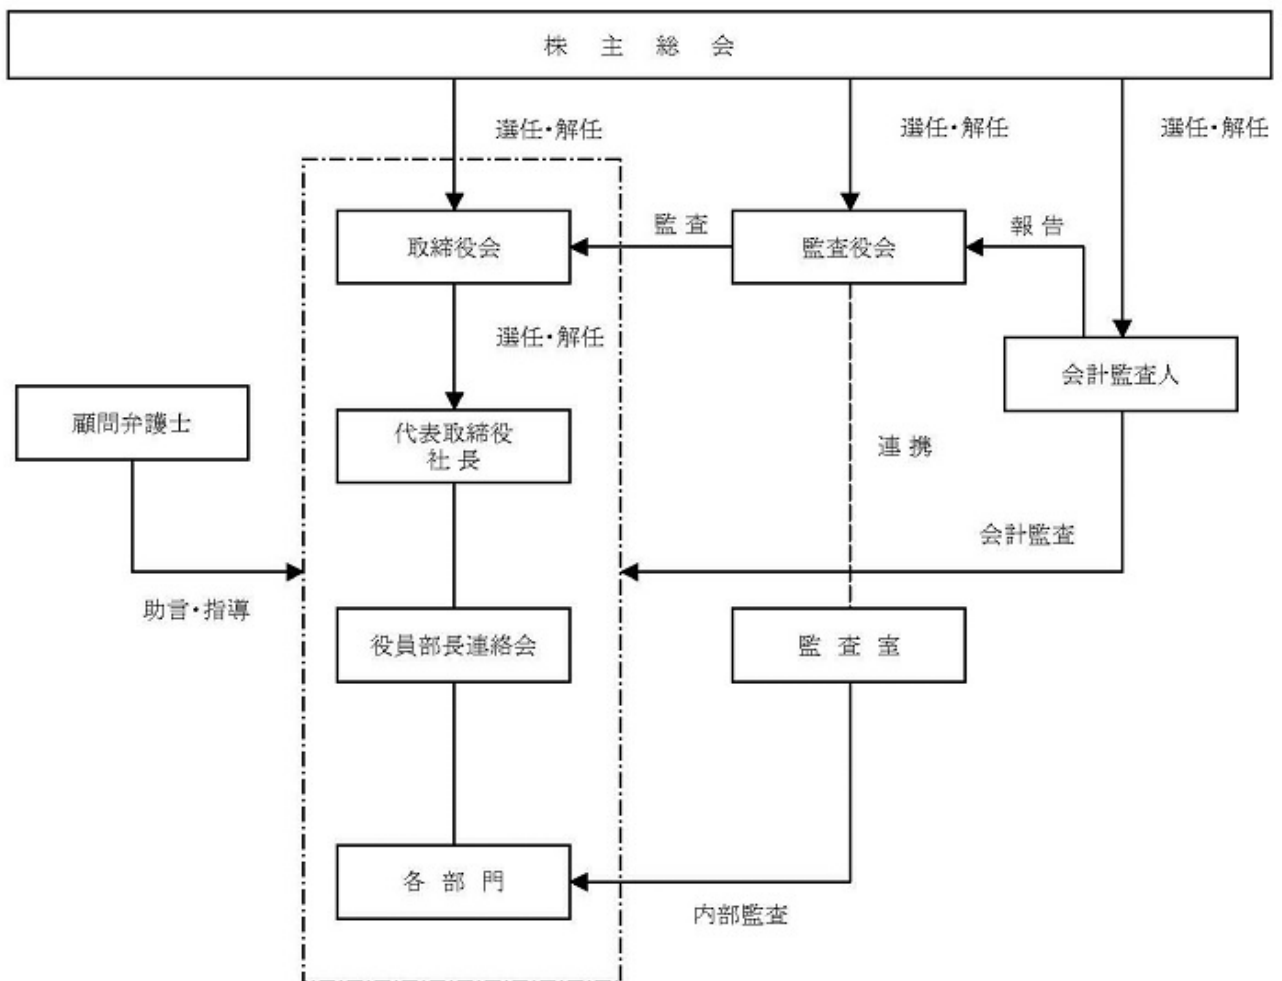 株 主 総 会
選任・解任
選任・解任
選任・解任
取締役会
監 査
監査役会
報 告
選任・解任
会計監査人
顧問弁護士
代表取締役
社 長
連 携
会計監査
助言・指導
役員部長連絡会
監 査 室
各 部 門
内部監査